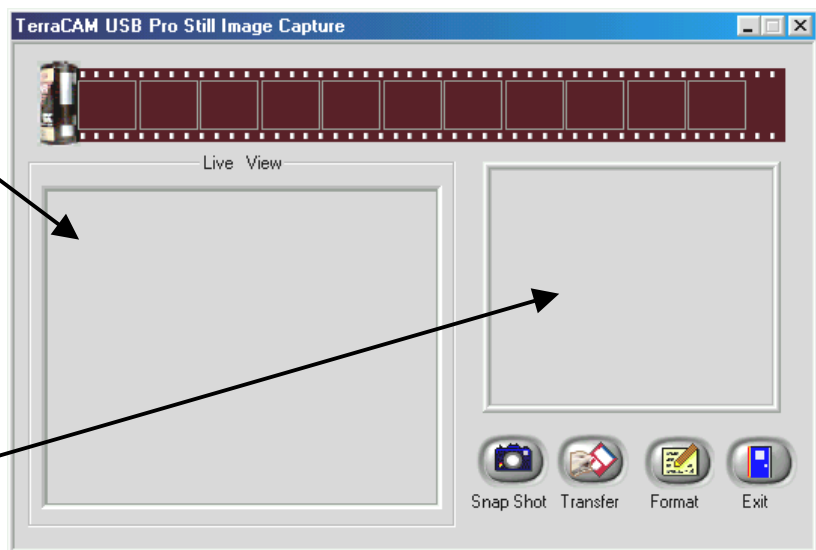 TerraCAM USB Pro Still Image Capture
Live View
Snap Shot Transfer Format Exit